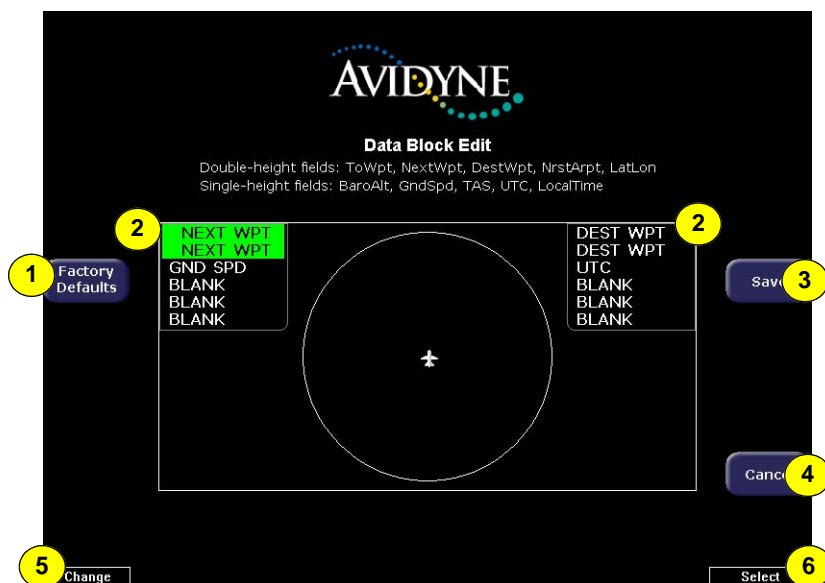 AVIDYNE
Data Block Edit
Double-height fields: ToWpt, NextWpt, DestWpt, NrstArpt, LatLon
Single-height fields: BaroAlt, GndSpd, TAS, UTC, LocalTime
2
NEXT WPT
NEXT WPT
GND SPD
BLANK
BLANK
BLANK
2
DEST WPT
DEST WPT
UTC
BLANK
BLANK
BLANK
1
Factory
Defaults
Save
3
Cance
4
5
Change
Select
6